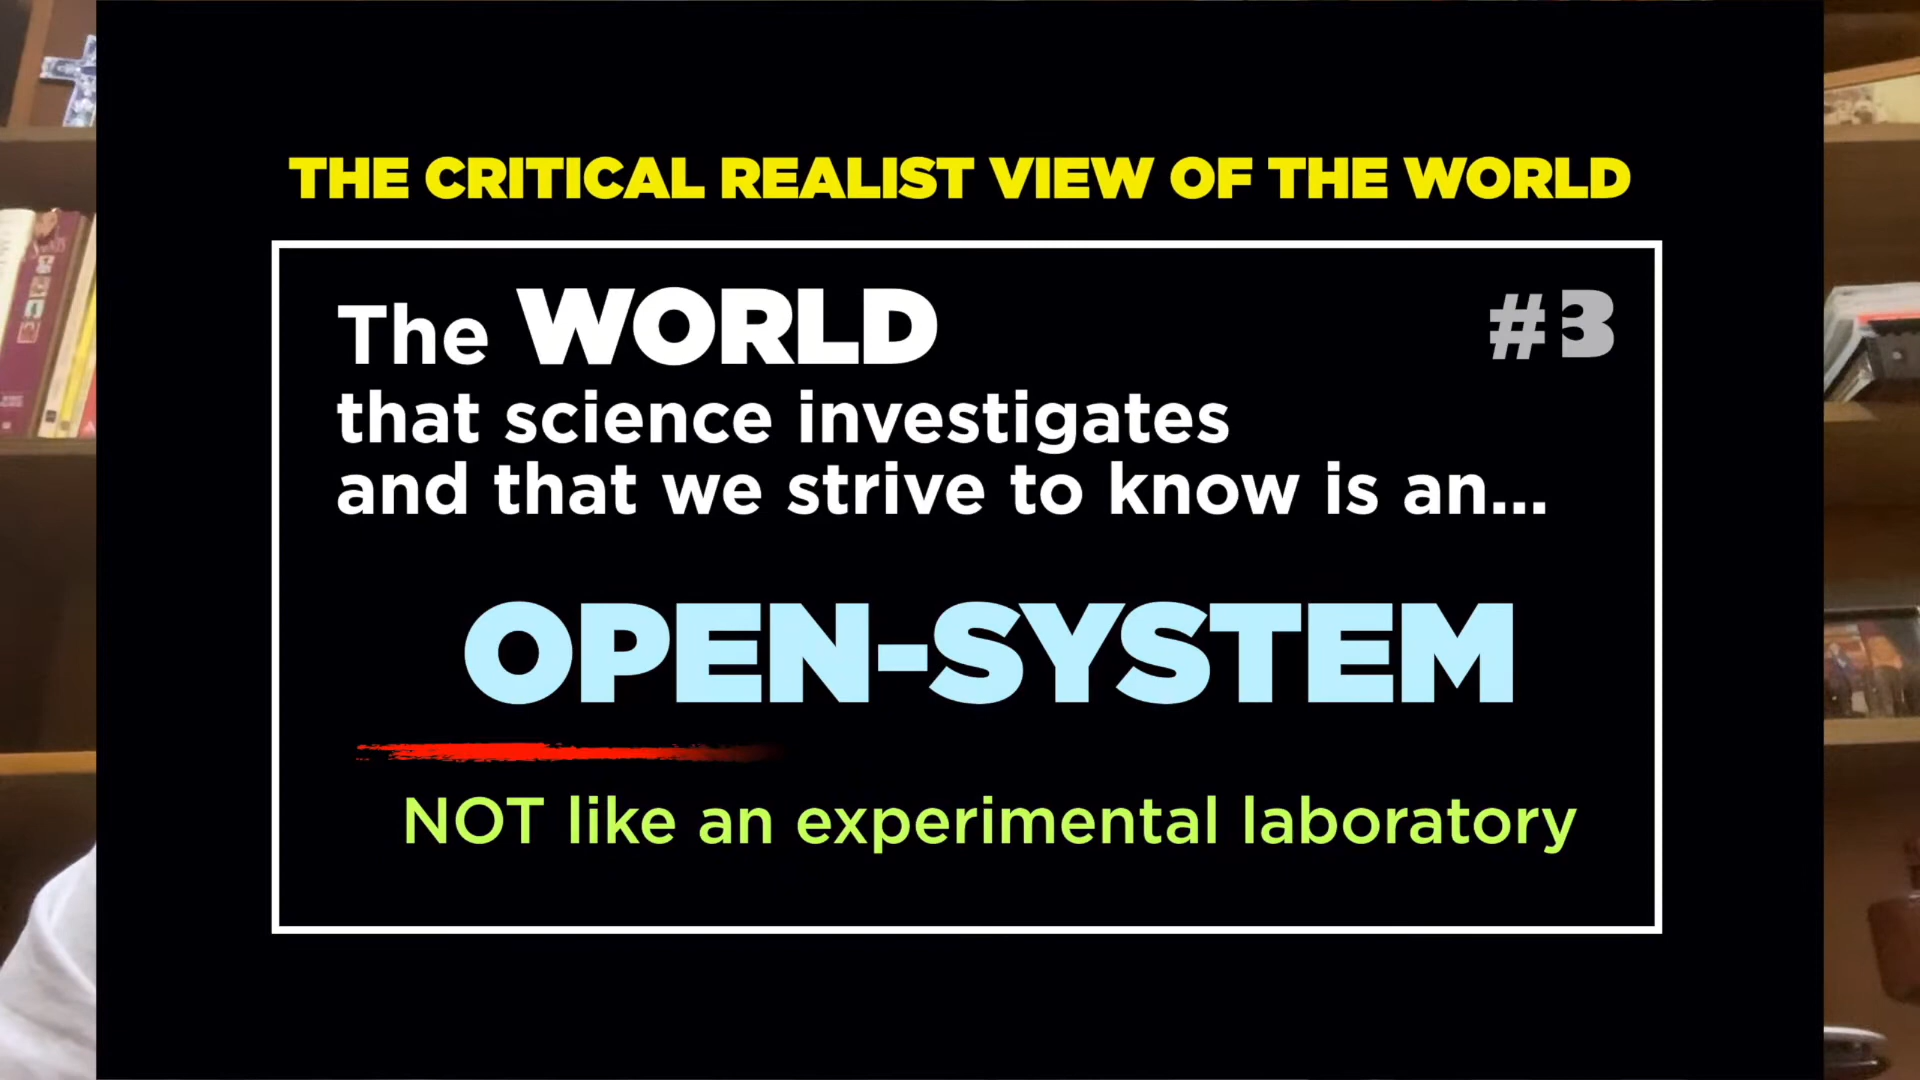 THE CRITICAL REALIST VIEW OF THE WORLD
The WORLD #3
that science investigates
and that we strive to know is an...
OPEN-SYSTEM
NOT like an experimental laboratory